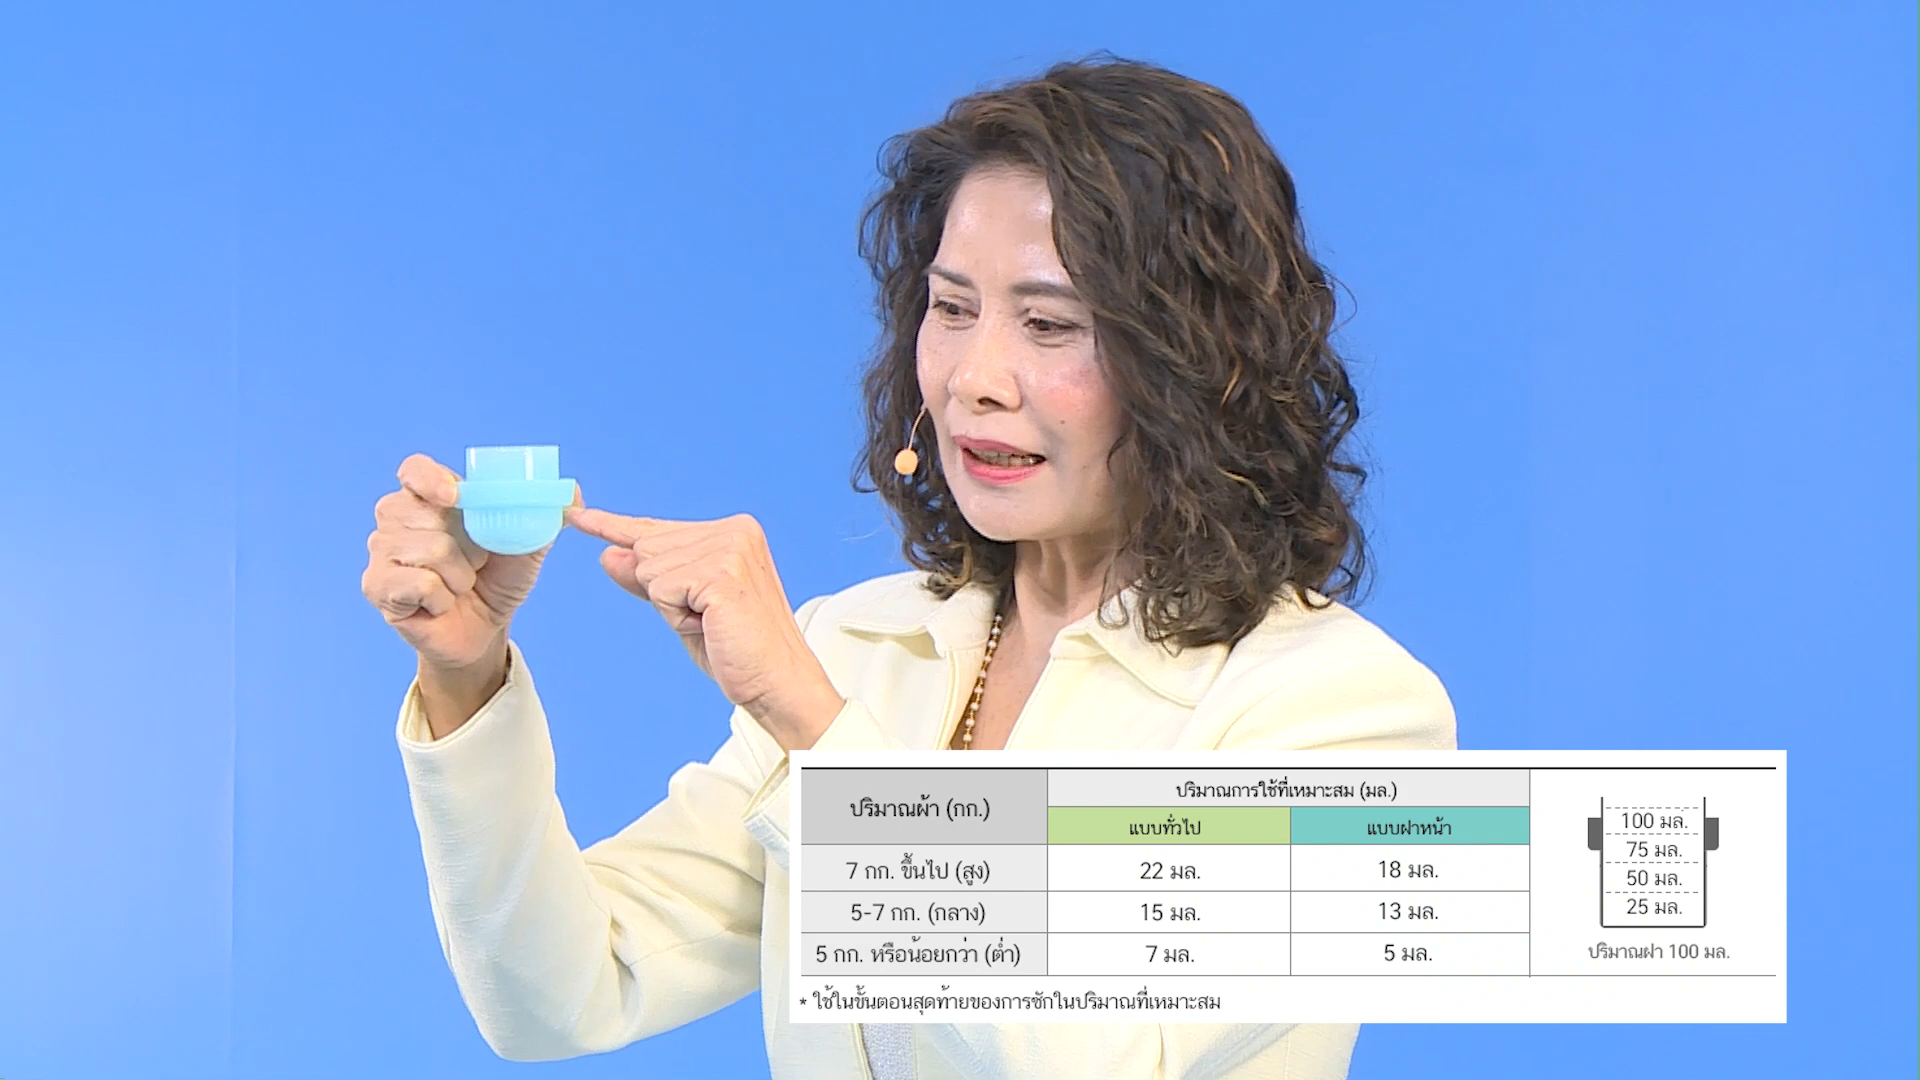 ปริมาณผ้า (กก.)
ปริมาณการใช้ที่เหมาะสม (มล.)
แบบทั่วไป
แบบฝาหน้า
7 กก. ขึ้นไป (สูง)
22 มล.
18 มล.
5-7 กก. (กลาง)
15 มล.
13 มล.
5 กก. หรือน้อยกว่า (ต่ำ)
7 มล.
5 มล.
* ใช้ในขั้นตอนสุดท้ายของการซักในปริมาณที่เหมาะสม
100 มล.
75 มล.
50 มล.
25 มล.
ปริมาณฝา 100 มล.